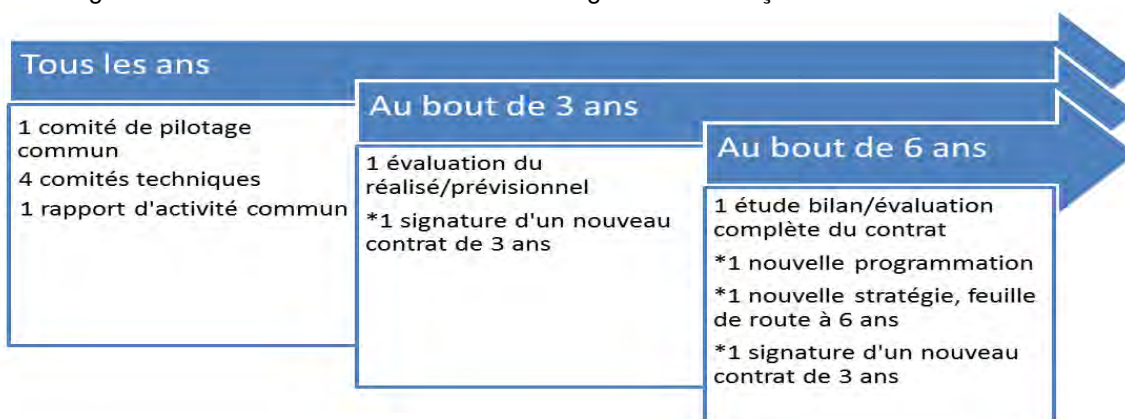 Tous les ans
1 comité de pilotage
commun
4 comités techniques
1 rapport d'activité commun
Au bout de 3 ans
1 évaluation du
réalisé/prévisionnel
*1 signature d'un nouveau
contrat de 3 ans
Au bout de 6 ans
1 étude bilan/évaluation
complète du contrat
*1 nouvelle programmation
*1 nouvelle stratégie, feuille
de route à 6 ans
*1 signature d'un nouveau
contrat de 3 ans